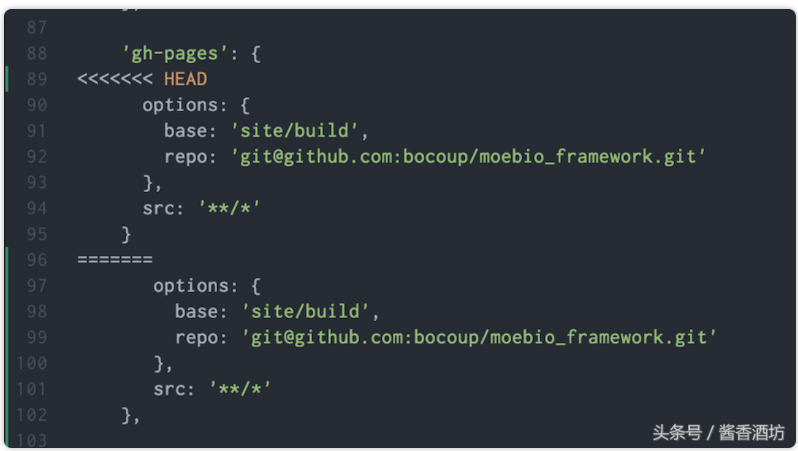 87
88 'gh-pages': {
89 <<<<<<< HEAD
90 options: {
91 base: 'site/build',
92 repo: 'git@github.com:bocoup/moebio_framework.git'
93 },
94 src: '**/*'
95 }
96 =======
97 options: {
98 base: 'site/build',
99 repo: 'git@github.com:bocoup/moebio_framework.git'
100 },
101 src: '**/*'
102 },
103
头条号 / 酱香酒坊